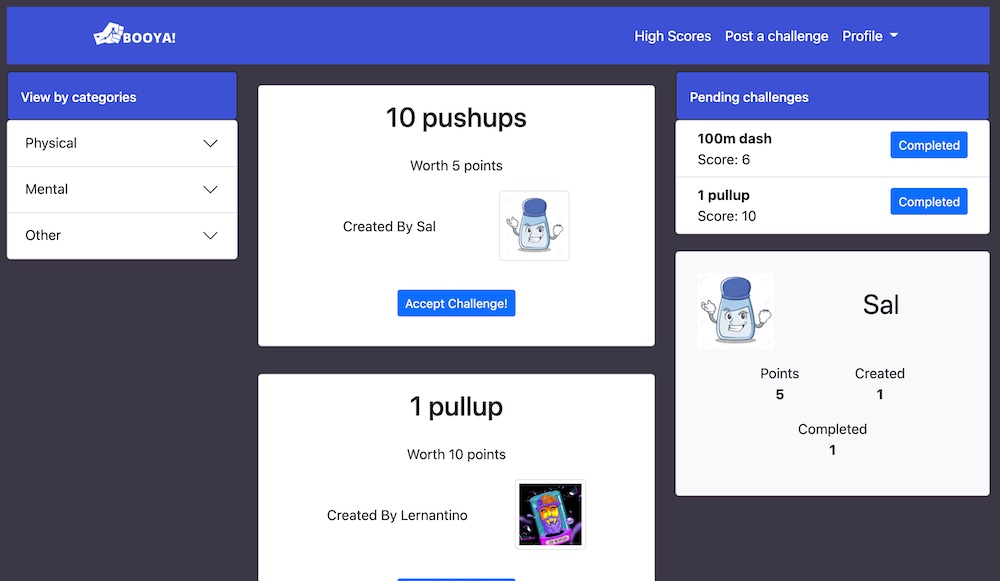 BOOYA!
High Scores Post a challenge Profile
View by categories
Physical
Mental
Other
10 pushups
Worth 5 points
Created By Sal
Accept Challenge!
1 pullup
Worth 10 points
Created By Lernantino
Pending challenges
100m dash
Score: 6
Completed
1 pullup
Score: 10
Completed
Sal
Points Created
5 1
Completed
1